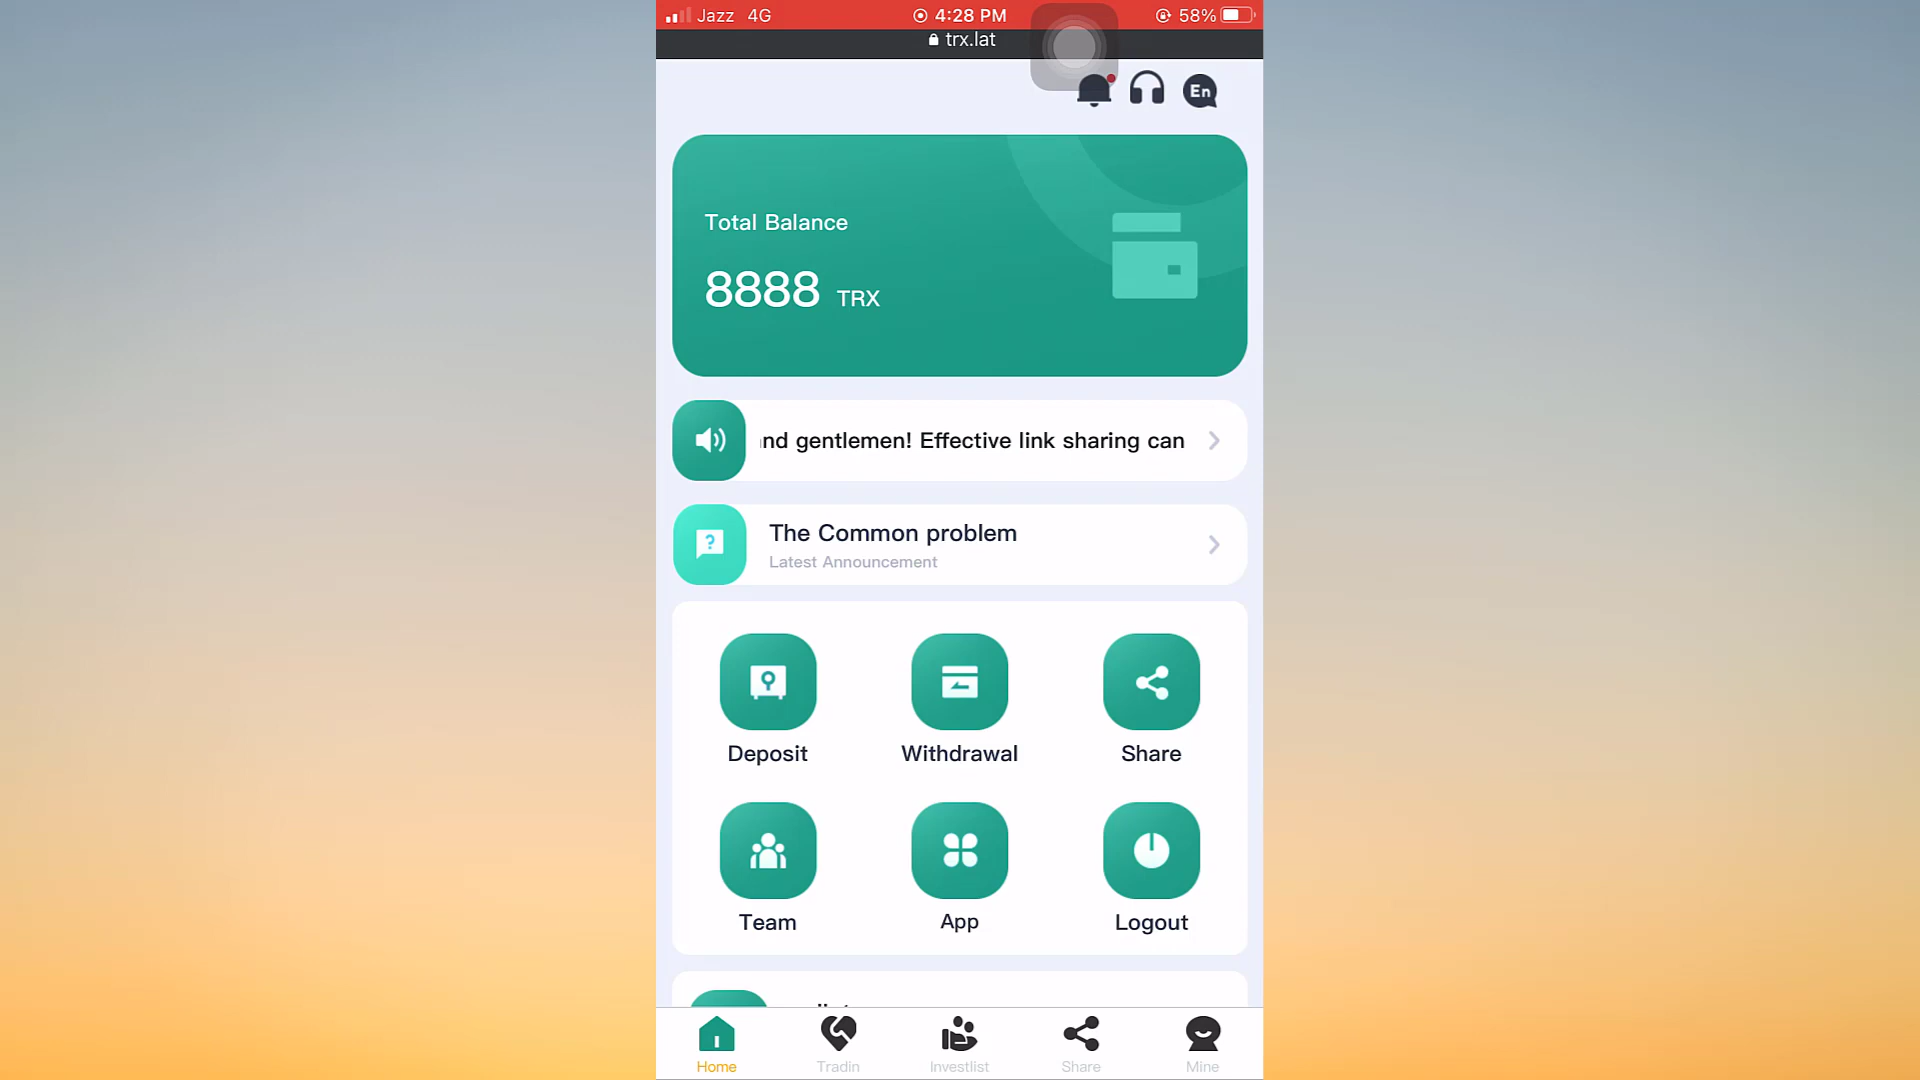 Jazz 4G 4:28 PM 58%
trx.lat
En
Total Balance
8888 TRX
nd gentlemen! Effective link sharing can
The Common problem
Latest Announcement
Deposit Withdrawal Share
Team App Logout
Home Tradin Investlist Share Mine